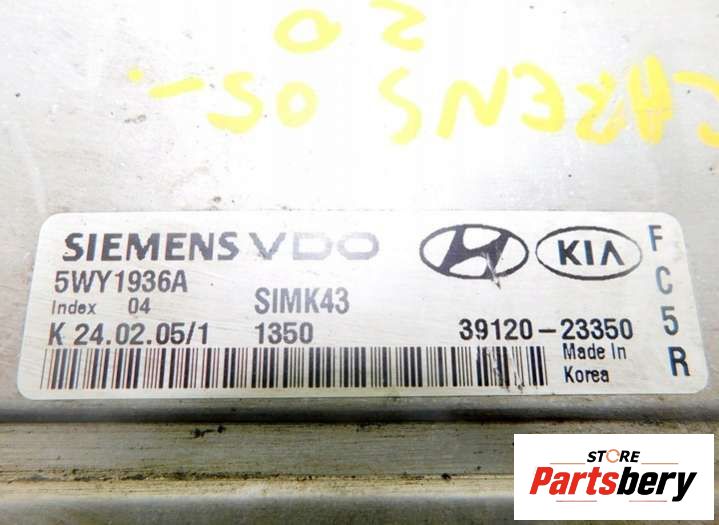 2.0
CARENS 05-.
SIEMENS VDO
5WY1936A
Index 04 SIMK43
K 24.02.05/1 1350 39120-23350
Made In
Korea
KIA
FC5R
STORE
Partsbery